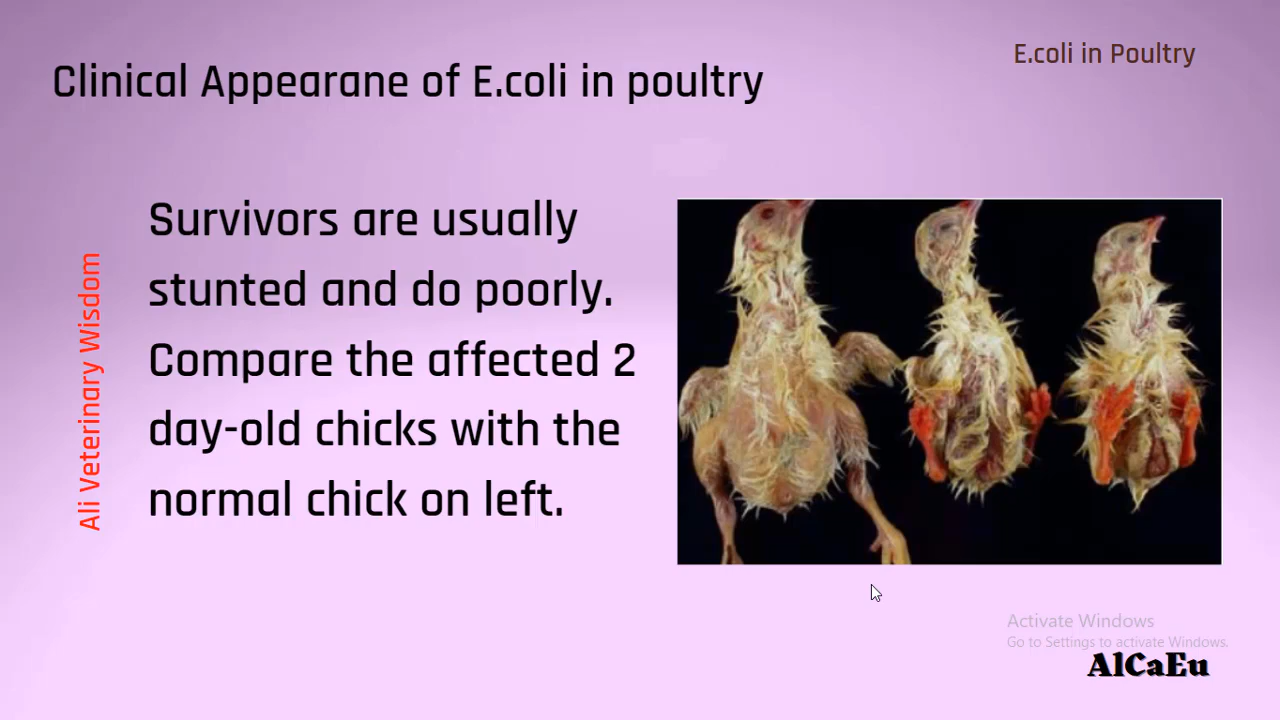 E.coli in Poultry
Clinical Appearane of E.coli in poultry
Survivors are usually
stunted and do poorly.
Compare the affected 2
day-old chicks with the
normal chick on left.
Ali Veterinary Wisdom
Activate Windows
Go to Settings to activate Windows.
AlCaEu